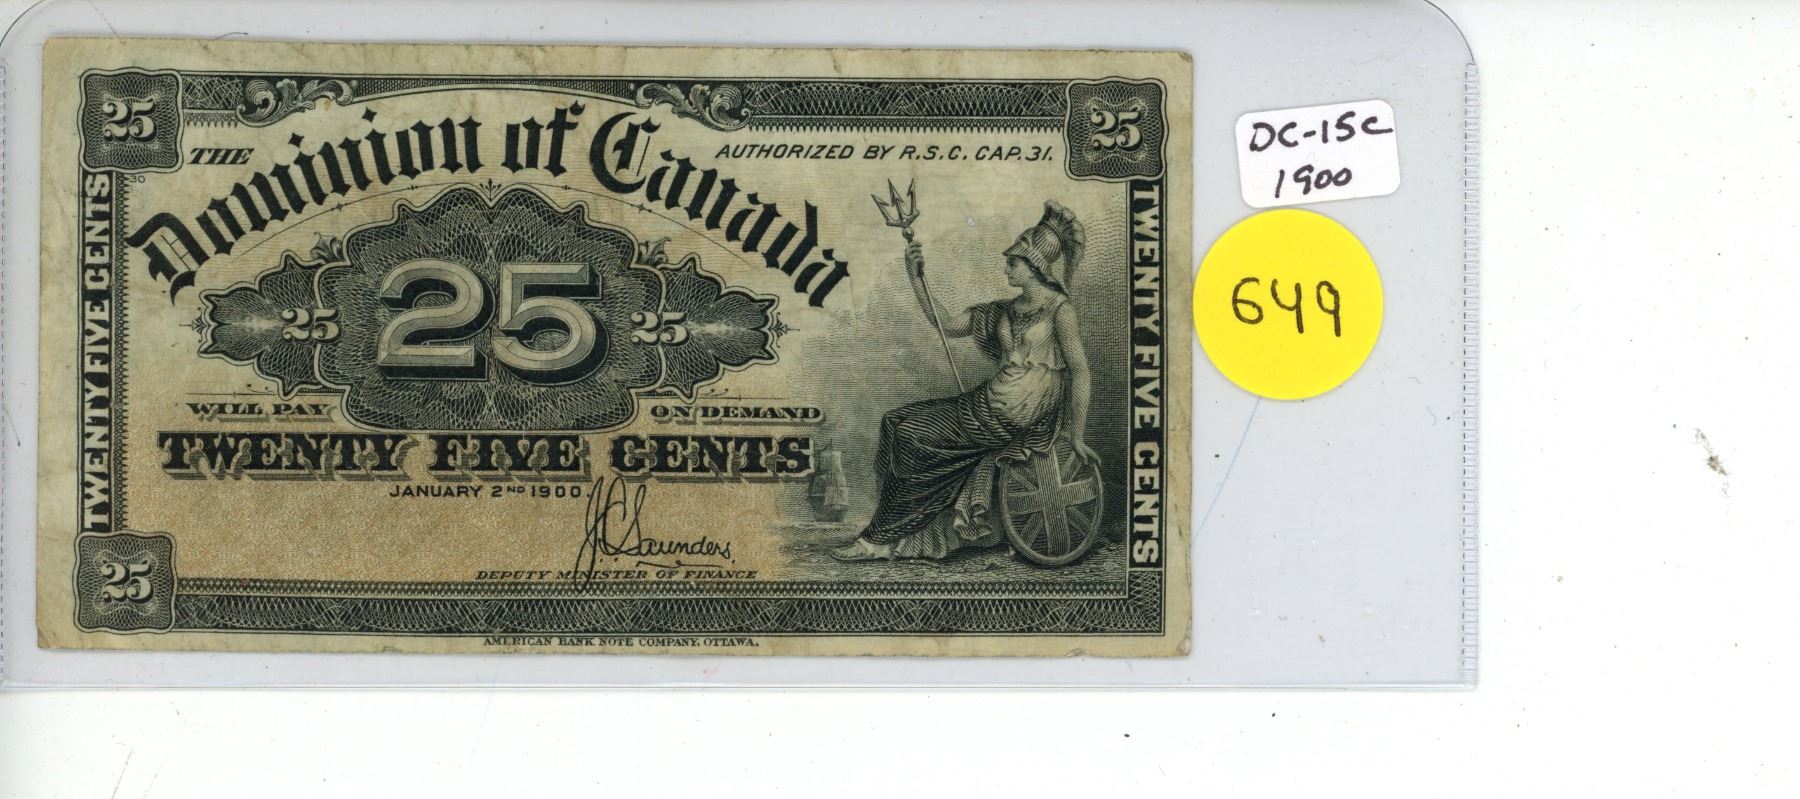 25
25
THE Dominion of Canada
AUTHORIZED BY R.S.C. CAP. 31.
30
TWENTY FIVE CENTS
TWENTY FIVE CENTS
25 25 25
WILL PAY ON DEMAND
TWENTY FIVE CENTS
JANUARY 2ND 1900.
J.C. Saunders.
DEPUTY MINISTER OF FINANCE
25
AMERICAN BANK NOTE COMPANY, OTTAWA.
DC-15c
1900
649